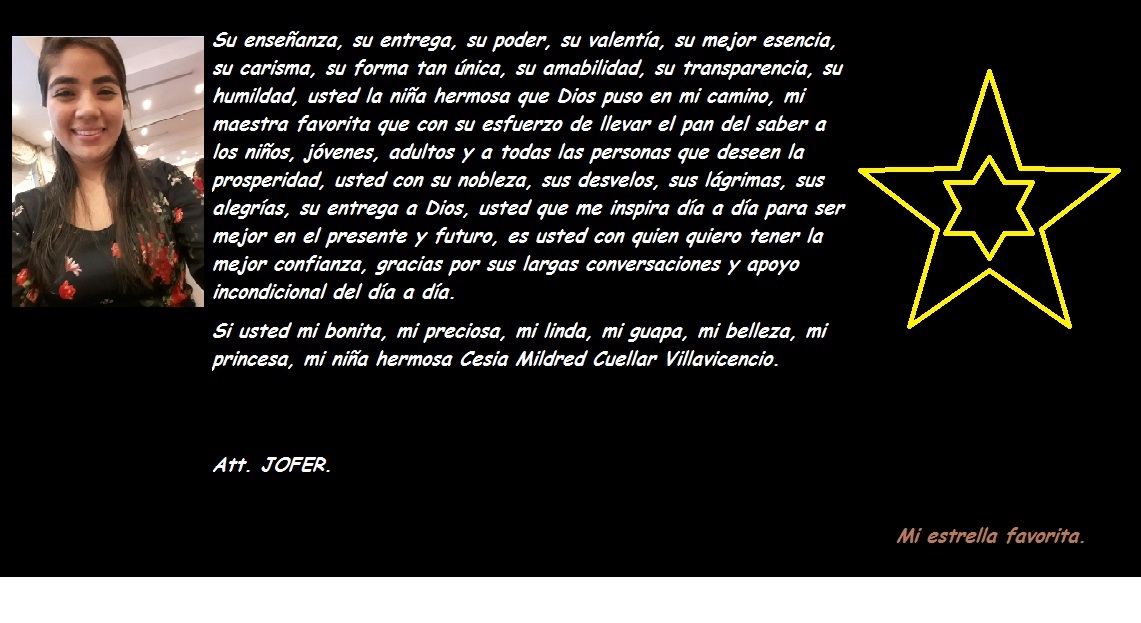 Su enseñanza, su entrega, su poder, su valentía, su mejor esencia,
su carisma, su forma tan única, su amabilidad, su transparencia, su
humildad, usted la niña hermosa que Dios puso en mi camino, mi
maestra favorita que con su esfuerzo de llevar el pan del saber a
los niños, jóvenes, adultos y a todas las personas que deseen la
prosperidad, usted con su nobleza, sus desvelos, sus lágrimas, sus
alegrías, su entrega a Dios, usted que me inspira día a día para ser
mejor en el presente y futuro, es usted con quien quiero tener la
mejor confianza, gracias por sus largas conversaciones y apoyo
incondicional del día a día.
Si usted mi bonita, mi preciosa, mi linda, mi guapa, mi belleza, mi
princesa, mi niña hermosa Cesia Mildred Cuellar Villavicencio.
Att. JOFER.
Mi estrella favorita.